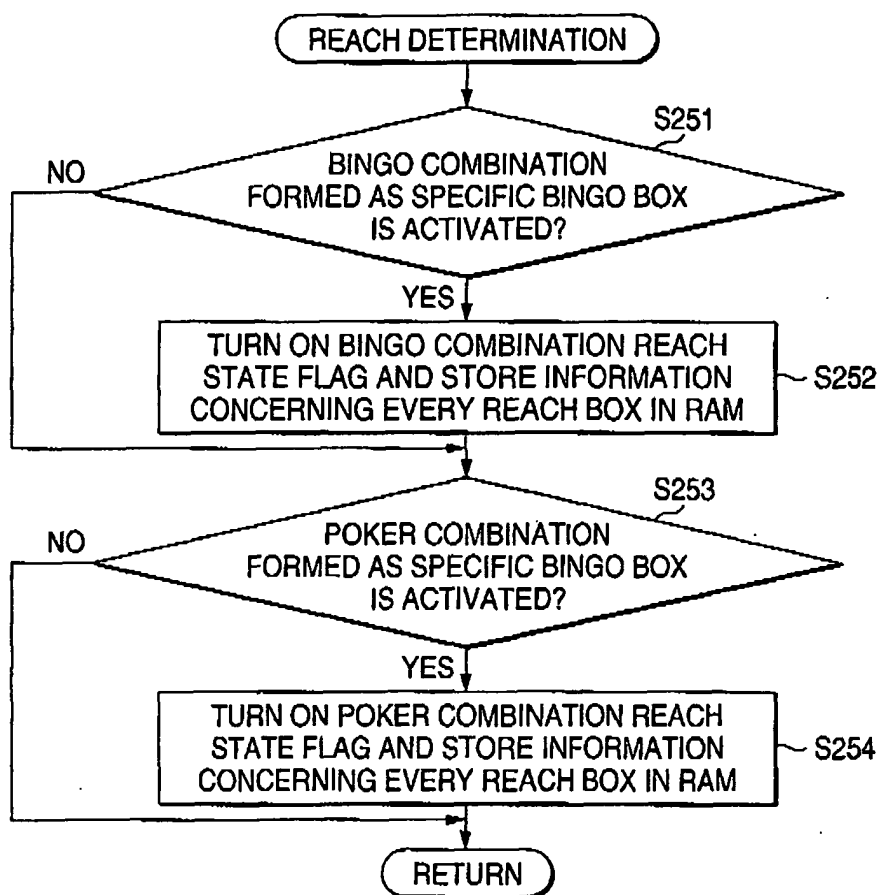 REACH DETERMINATION
S251
NO
BINGO COMBINATION
FORMED AS SPECIFIC BINGO BOX
IS ACTIVATED?
YES
TURN ON BINGO COMBINATION REACH
STATE FLAG AND STORE INFORMATION
CONCERNING EVERY REACH BOX IN RAM
S252
S253
NO
POKER COMBINATION
FORMED AS SPECIFIC BINGO BOX
IS ACTIVATED?
YES
TURN ON POKER COMBINATION REACH
STATE FLAG AND STORE INFORMATION
CONCERNING EVERY REACH BOX IN RAM
S254
RETURN